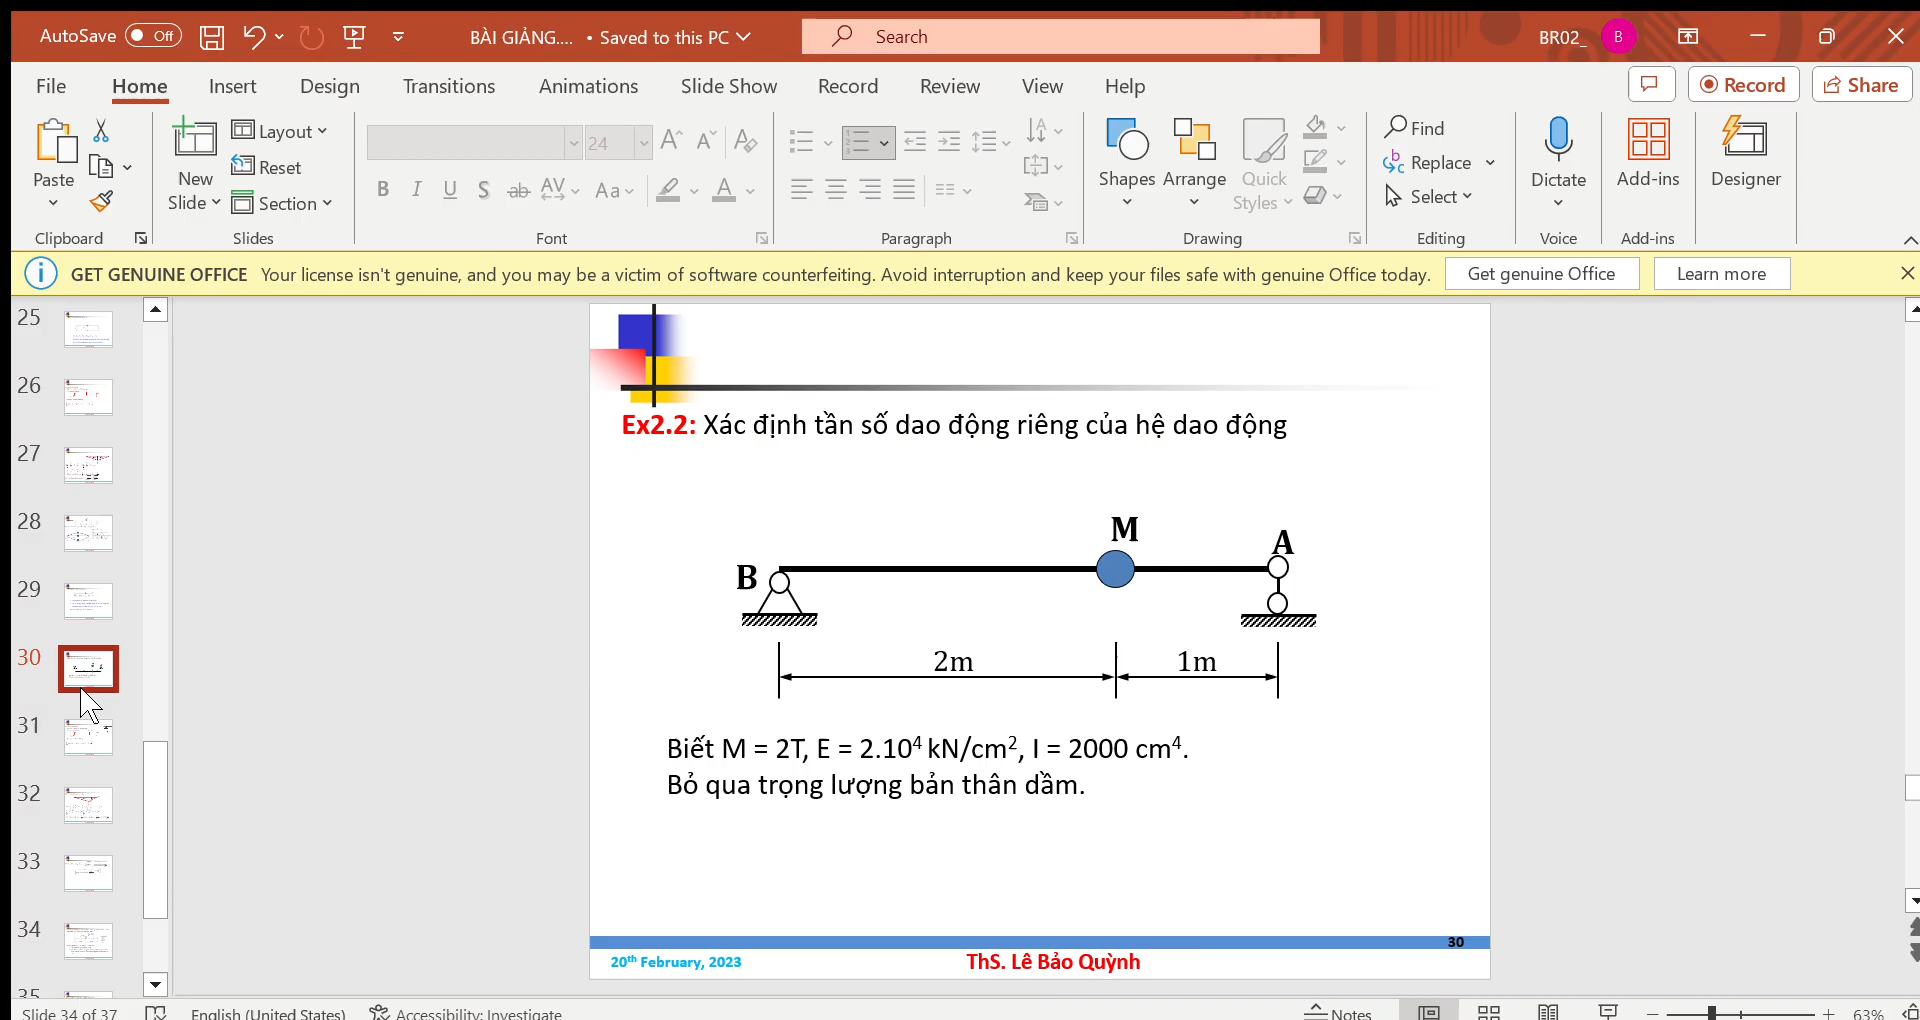 AutoSave Off BÀI GIẢNG.... • Saved to this PC Search BR02_ B
File Home Insert Design Transitions Animations Slide Show Record Review View Help Record Share
Paste
Clipboard
New Slide
Layout
Reset
Section
Slides
24
B I U S ab AV Aa A
Font
Paragraph
Shapes Arrange Quick Styles
Drawing
Find
Replace
Select
Editing
Dictate
Voice
Add-ins
Add-ins
Designer
GET GENUINE OFFICE Your license isn't genuine, and you may be a victim of software counterfeiting. Avoid interruption and keep your files safe with genuine Office today. Get genuine Office Learn more
25
26
27
28
29
30
31
32
33
34
35
Ex2.2: Xác định tần số dao động riêng của hệ dao động
M
A
B
2m 1m
Biết M = 2T, E = 2.10⁴ kN/cm², I = 2000 cm⁴.
Bỏ qua trọng lượng bản thân dầm.
30
20th February, 2023 ThS. Lê Bảo Quỳnh
Slide 34 of 37 English (United States) Accessibility: Investigate Notes 63%